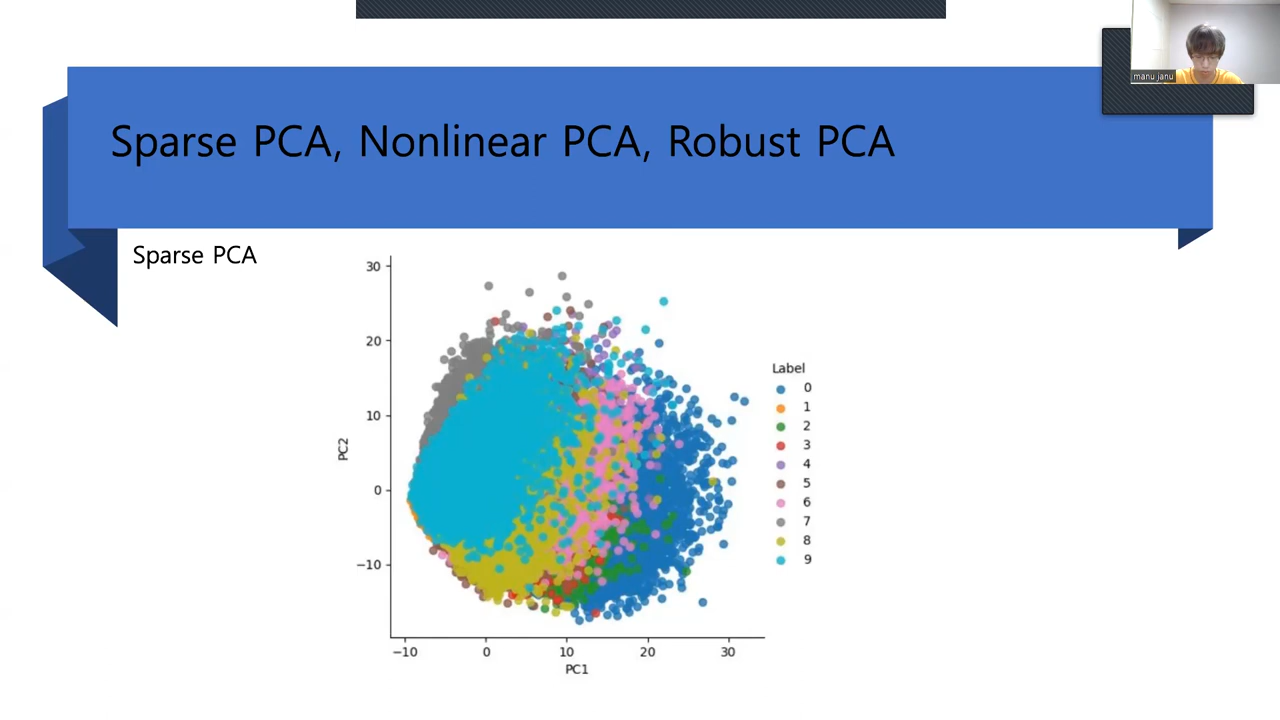 manu janu
Sparse PCA, Nonlinear PCA, Robust PCA
Sparse PCA
30
20
10
0
−10
PC2
−10 0 10 20 30
PC1
Label
0
1
2
3
4
5
6
7
8
9